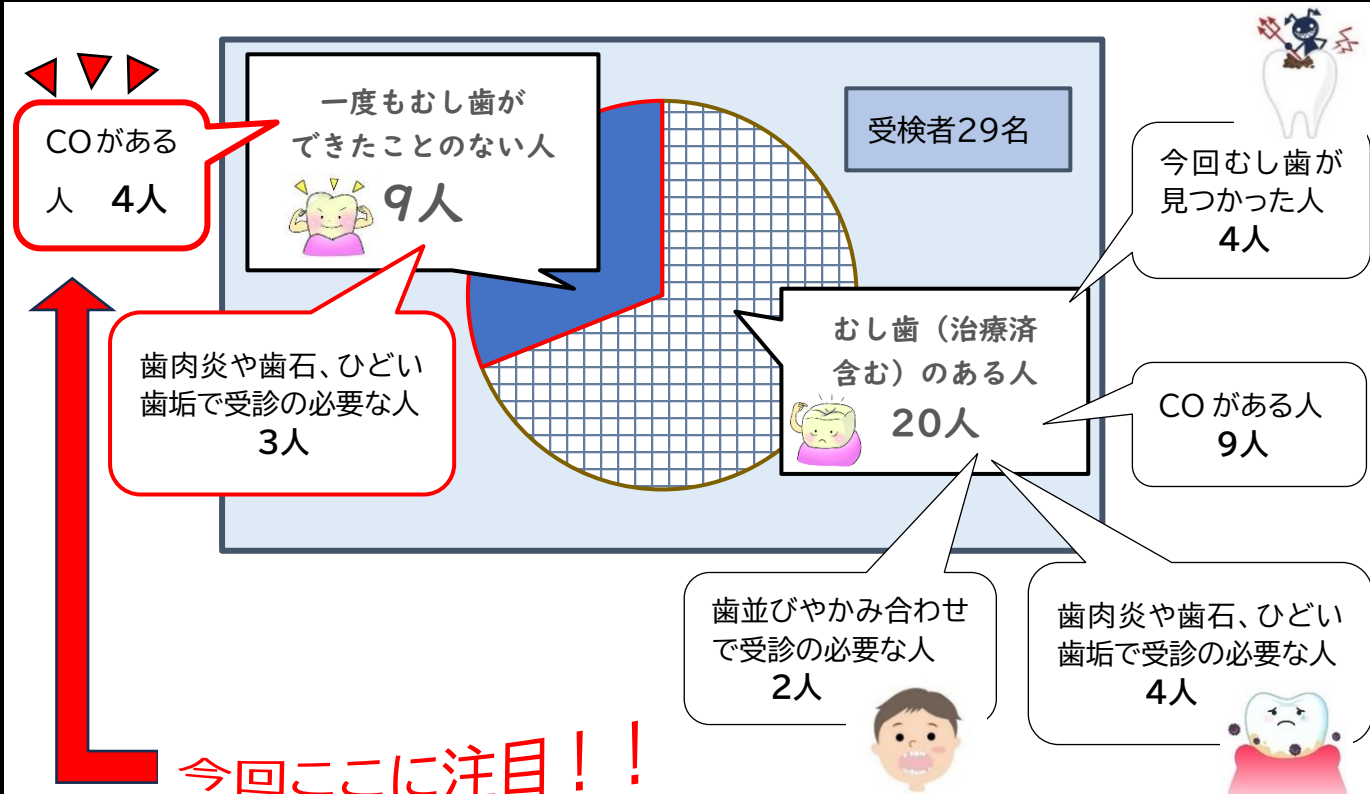 COがある
人 4人
一度もむし歯が
できたことのない人
9人
受検者29名
今回むし歯が
見つかった人
4人
歯肉炎や歯石、ひどい
歯垢で受診の必要な人
3人
むし歯（治療済
含む）のある人
20人
CO がある人
9人
歯並びやかみ合わせ
で受診の必要な人
2人
歯肉炎や歯石、ひどい
歯垢で受診の必要な人
4人
今回ここに注目！！